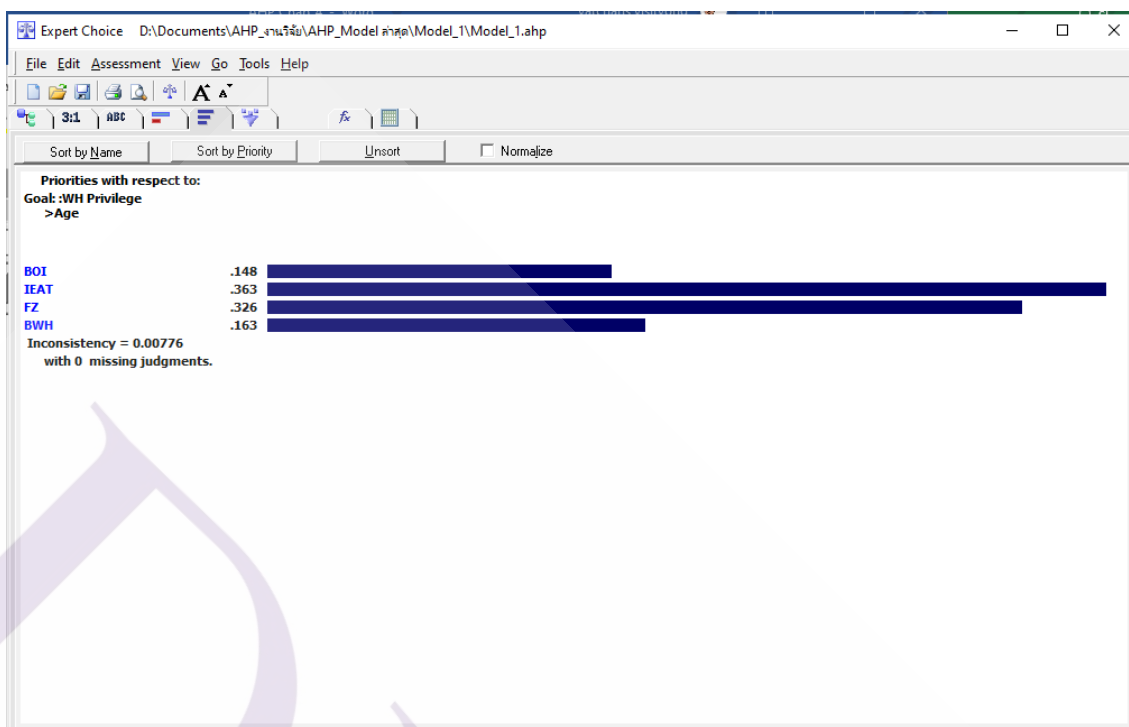 Expert Choice D:\Documents\AHP_งานวิจัย\AHP_Model ล่าสุด\Model_1\Model_1.ahp
File Edit Assessment View Go Tools Help
A A
3:1 ABC fx
Sort by Name Sort by Priority Unsort Normalize
Priorities with respect to:
Goal: :WH Privilege
>Age
BOI .148
IEAT .363
FZ .326
BWH .163
Inconsistency = 0.00776
with 0 missing judgments.